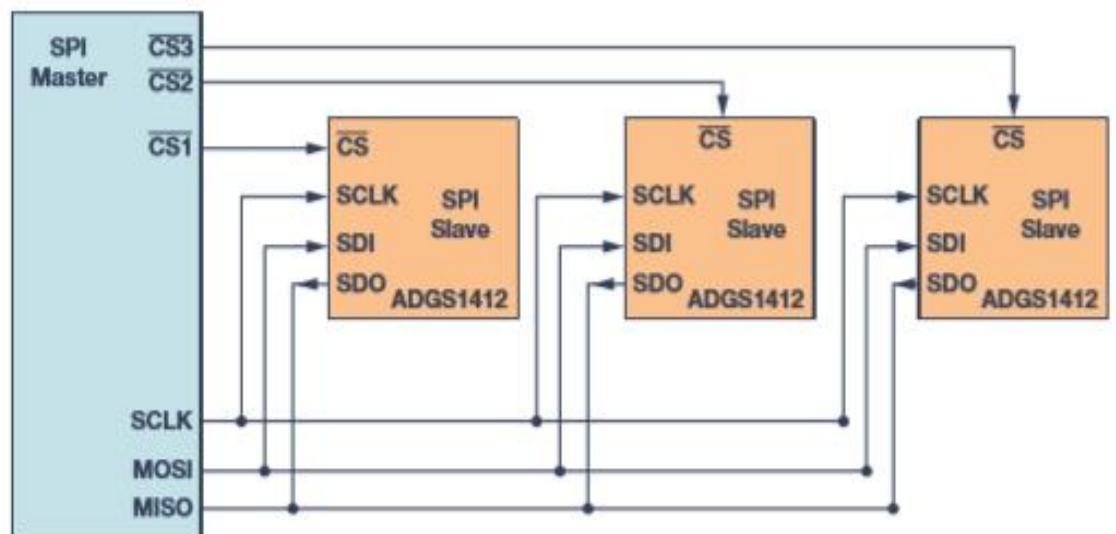 SPI
Master
CS3
CS2
CS1
SCLK
MOSI
MISO
CS
SCLK
SDI
SDO
SPI
Slave
ADGS1412
CS
SCLK
SDI
SDO
SPI
Slave
ADGS1412
CS
SCLK
SDI
SDO
SPI
Slave
ADGS1412